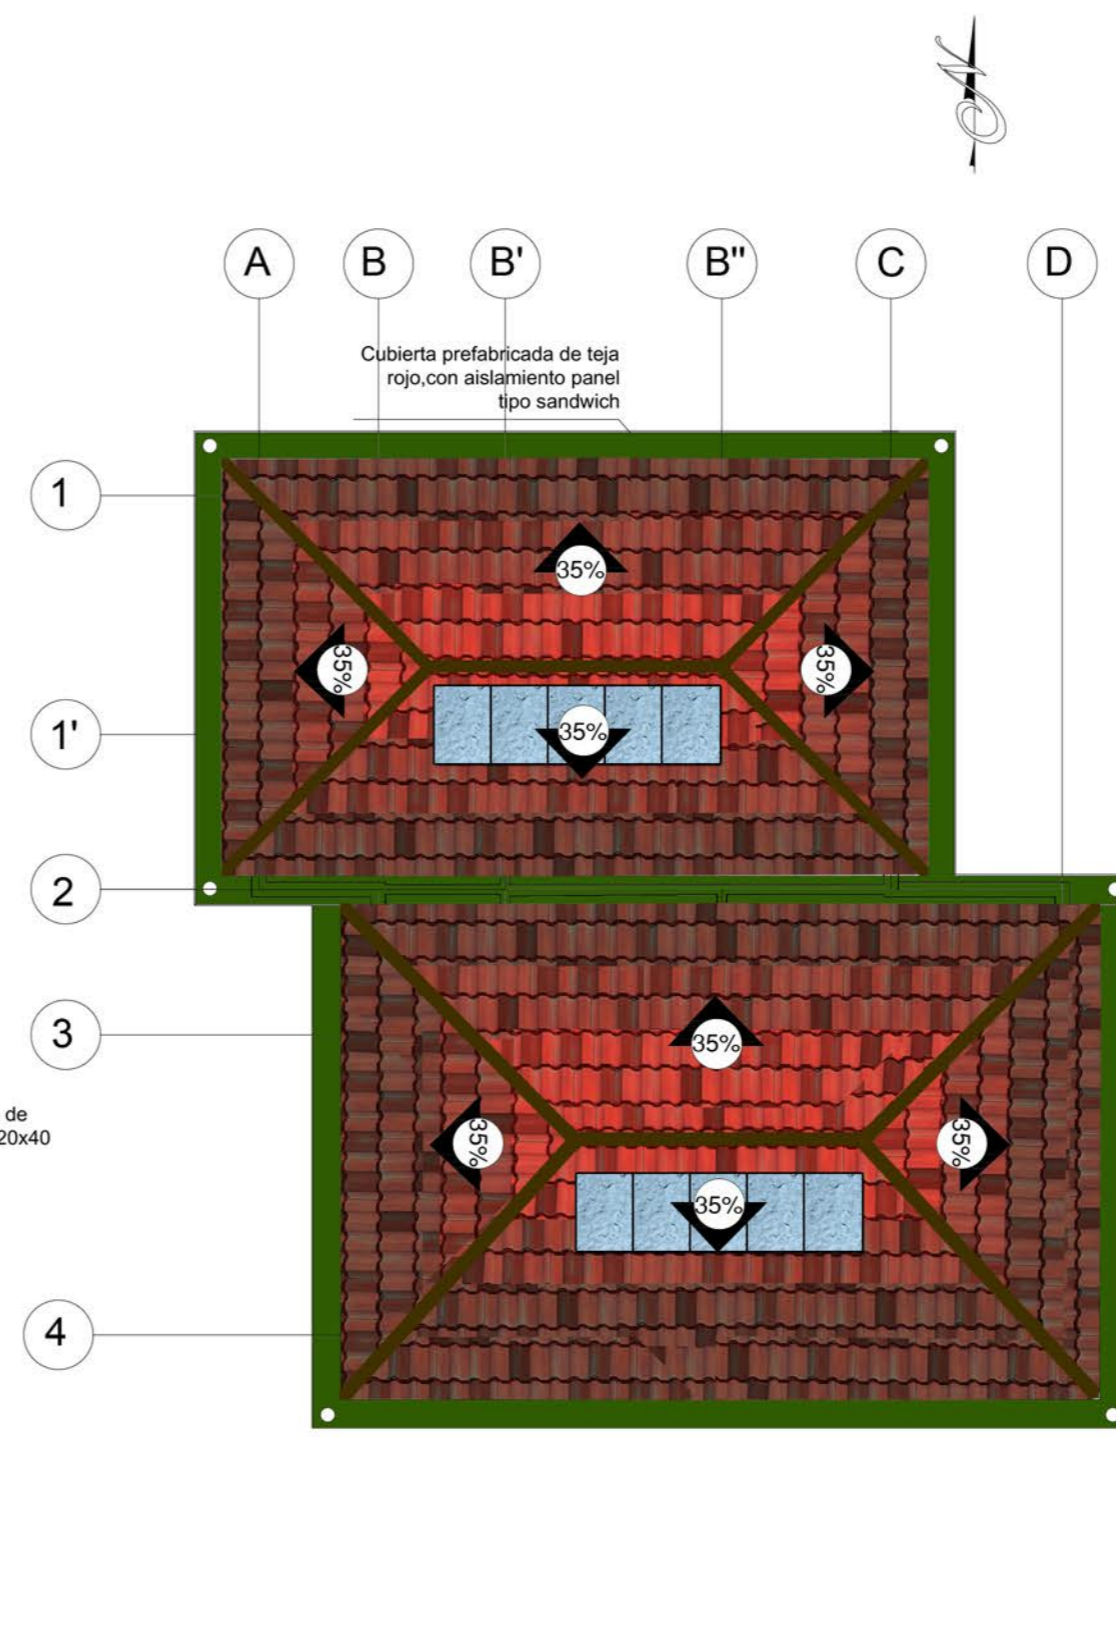 N
A
B
B'
B"
C
D
Cubierta prefabricada de teja
rojo,con aislamiento panel
tipo sandwich
1
35%
35%
35%
1'
35%
2
3
35%
de
20x40
35%
35%
35%
4